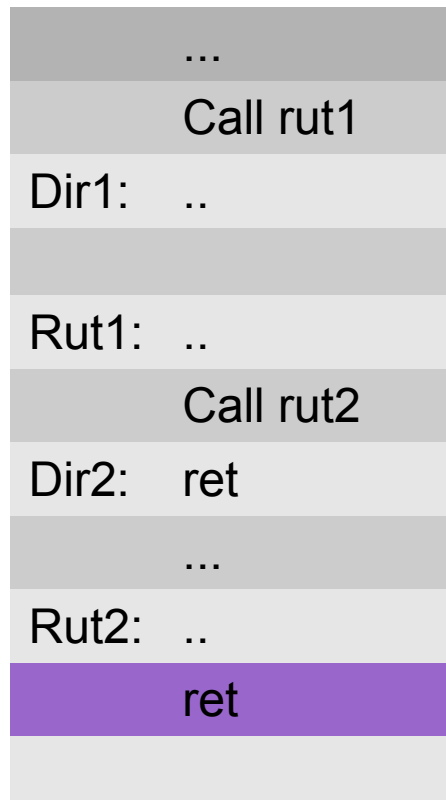 ...
Call rut1
Dir1: ..
Rut1: ..
Call rut2
Dir2: ret
...
Rut2: ..
ret